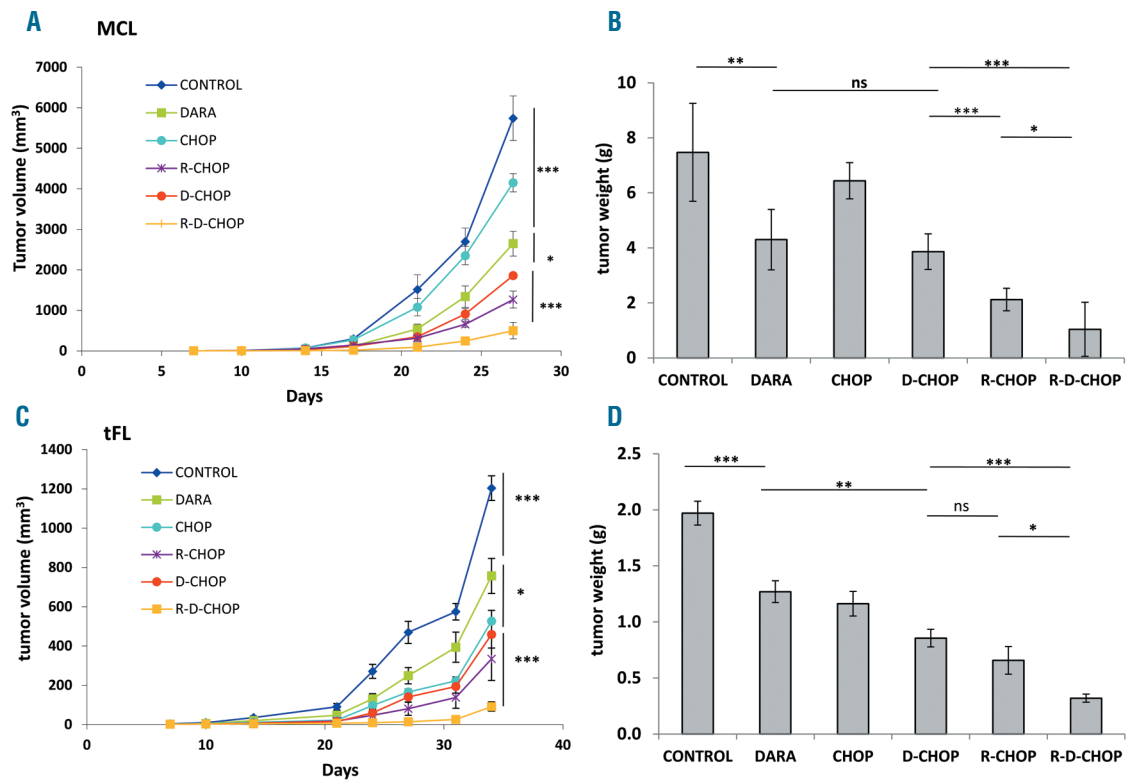 A
MCL
Tumor volume (mm³)
7000
6000
5000
4000
3000
2000
1000
0
0 5 10 15 20 25 30
Days
CONTROL
DARA
CHOP
R-CHOP
D-CHOP
R-D-CHOP
***
*
***
B
tumor weight (g)
10
8
6
4
2
0
** ns *** *** *
CONTROL DARA CHOP D-CHOP R-CHOP R-D-CHOP
C
tFL
tumor volume (mm³)
1400
1200
1000
800
600
400
200
0
0 10 20 30 40
Days
CONTROL
DARA
CHOP
R-CHOP
D-CHOP
R-D-CHOP
***
*
***
D
tumor weight (g)
2.5
2.0
1.5
1.0
0.5
0.0
*** ** *** ns *
CONTROL DARA CHOP D-CHOP R-CHOP R-D-CHOP